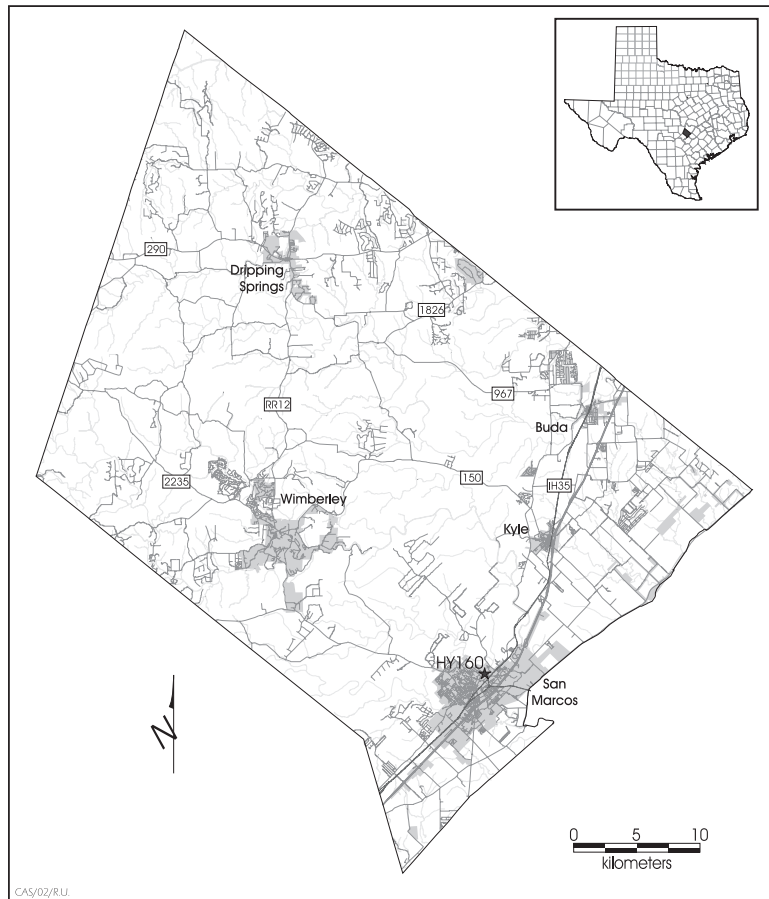 290
Dripping
Springs
1826
967
RR12
Buda
2235
Wimberley
150
IH35
Kyle
HY160
San
Marcos
N
0 5 10
kilometers
CAS/02/R.U.